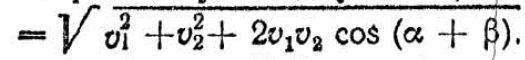 = √(v₁² + v₂² + 2v₁v₂ cos (α + β)).